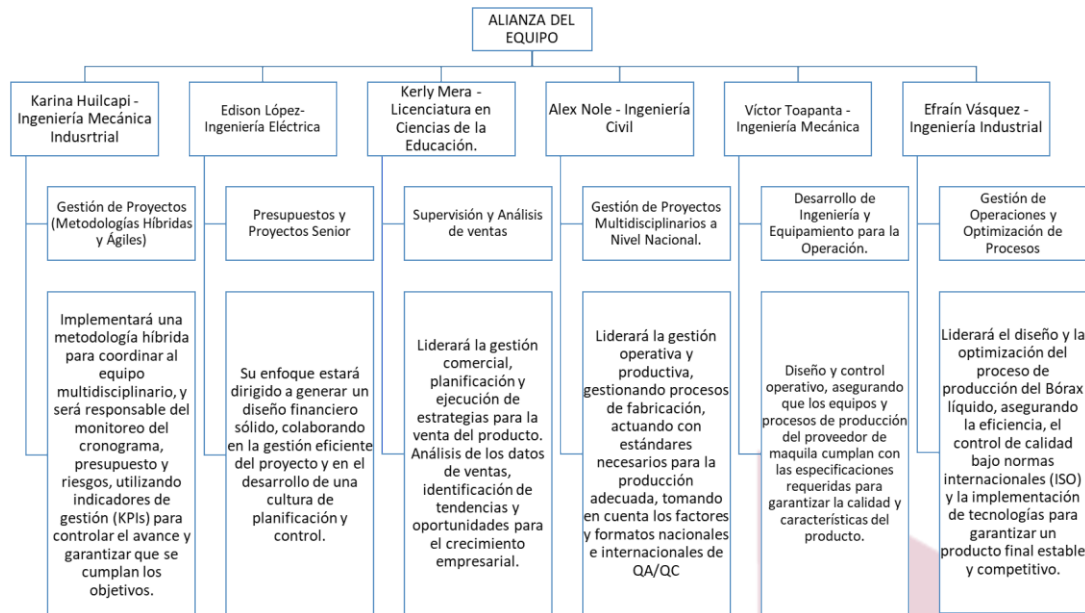 ALIANZA DEL
EQUIPO
Karina Huilcapi -
Ingeniería Mecánica
Indusrtrial
Edison López-
Ingeniería Eléctrica
Kerly Mera -
Licenciatura en
Ciencias de la
Educación.
Alex Nole - Ingeniería
Civil
Víctor Toapanta -
Ingeniería Mecánica
Efraín Vásquez -
Ingeniería Industrial
Gestión de Proyectos
(Metodologías Híbridas
y Ágiles)
Presupuestos y
Proyectos Senior
Supervisión y Análisis
de ventas
Gestión de Proyectos
Multidisciplinarios a
Nivel Nacional.
Desarrollo de
Ingeniería y
Equipamiento para la
Operación.
Gestión de
Operaciones y
Optimización de
Procesos
Implementará una
metodología híbrida
para coordinar al
equipo
multidisciplinario, y
será responsable del
monitoreo del
cronograma,
presupuesto y
riesgos, utilizando
indicadores de
gestión (KPIs) para
controlar el avance y
garantizar que se
cumplan los
objetivos.
Su enfoque estará
dirigido a generar un
diseño financiero
sólido, colaborando
en la gestión eficiente
del proyecto y en el
desarrollo de una
cultura de
planificación y
control.
Liderará la gestión
comercial,
planificación y
ejecución de
estrategias para la
venta del producto.
Análisis de los datos
de ventas,
identificación de
tendencias y
oportunidades para
el crecimiento
empresarial.
Liderará la gestión
operativa y
productiva,
gestionando procesos
de fabricación,
actuando con
estándares
necesarios para la
producción
adecuada, tomando
en cuenta los factores
y formatos nacionales
e internacionales de
QA/QC
Diseño y control
operativo, asegurando
que los equipos y
procesos de producción
del proveedor de
maquila cumplan con
las especificaciones
requeridas para
garantizar la calidad y
características del
producto.
Liderará el diseño y la
optimización del
proceso de
producción del Bórax
líquido, asegurando
la eficiencia, el
control de calidad
bajo normas
internacionales (ISO)
y la implementación
de tecnologías para
garantizar un
producto final estable
y competitivo.